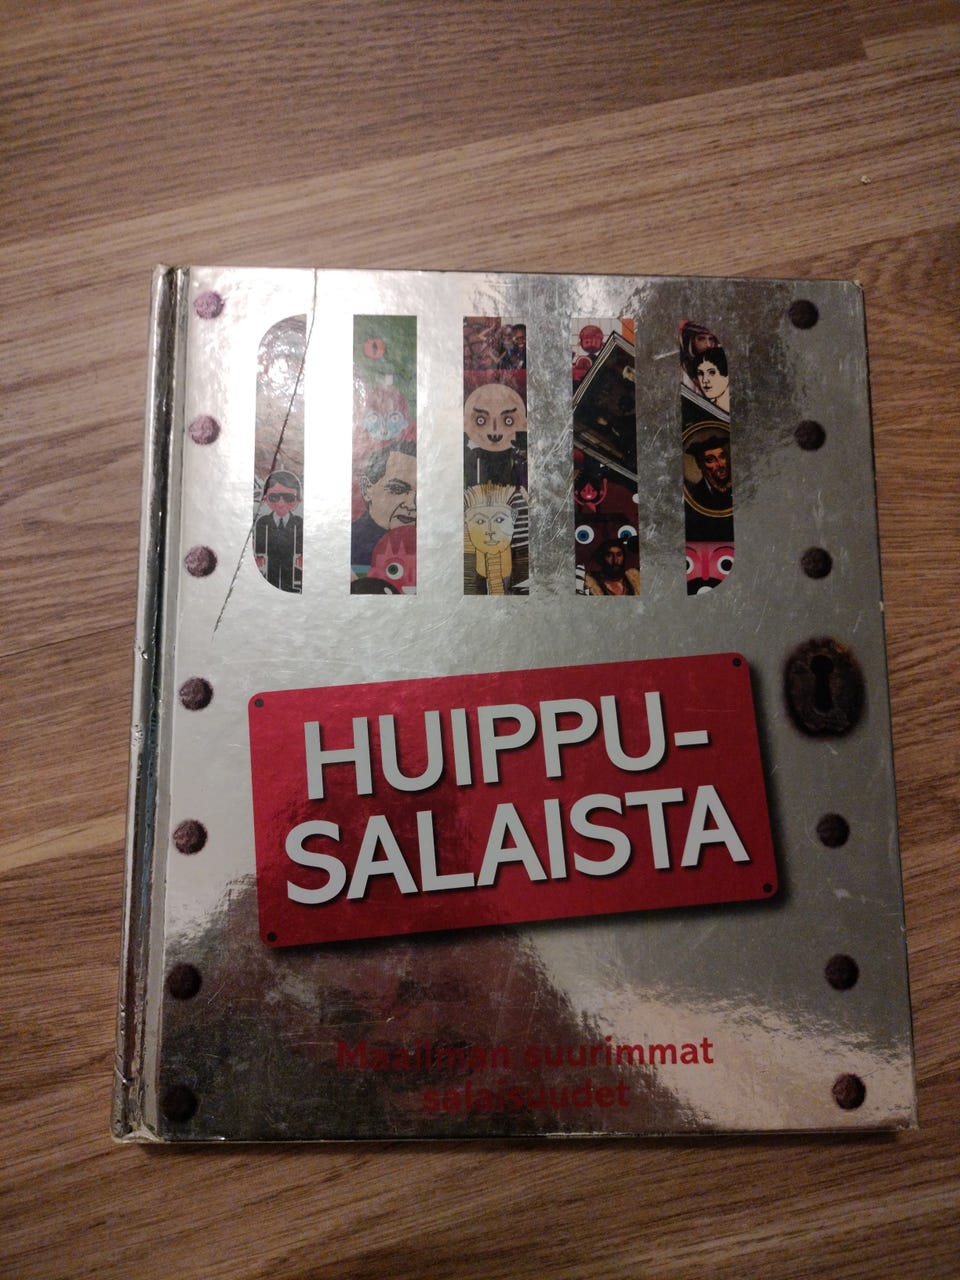 HUIPPU-
SALAISTA
Maailman suurimmat
salaisuudet